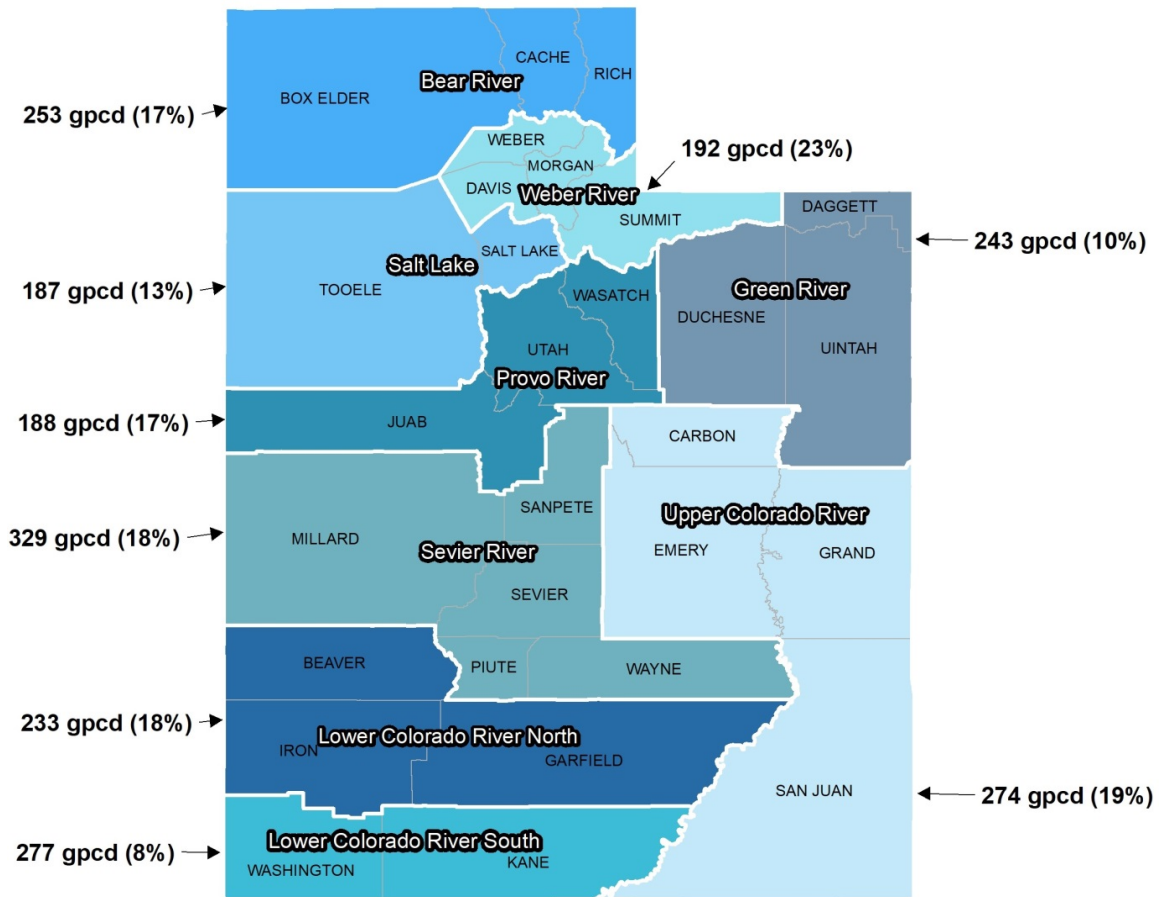 CACHE
RICH
Bear River
BOX ELDER
253 gpcd (17%)
WEBER
192 gpcd (23%)
MORGAN
DAVIS
Weber River
DAGGETT
SUMMIT
243 gpcd (10%)
SALT LAKE
Salt Lake
187 gpcd (13%)
TOOELE
WASATCH
Green River
DUCHESNE
UINTAH
UTAH
Provo River
188 gpcd (17%)
JUAB
CARBON
SANPETE
Upper Colorado River
329 gpcd (18%)
MILLARD
Sevier River
EMERY
GRAND
SEVIER
BEAVER
PIUTE
WAYNE
233 gpcd (18%)
Lower Colorado River North
IRON
GARFIELD
SAN JUAN
274 gpcd (19%)
Lower Colorado River South
277 gpcd (8%)
WASHINGTON
KANE